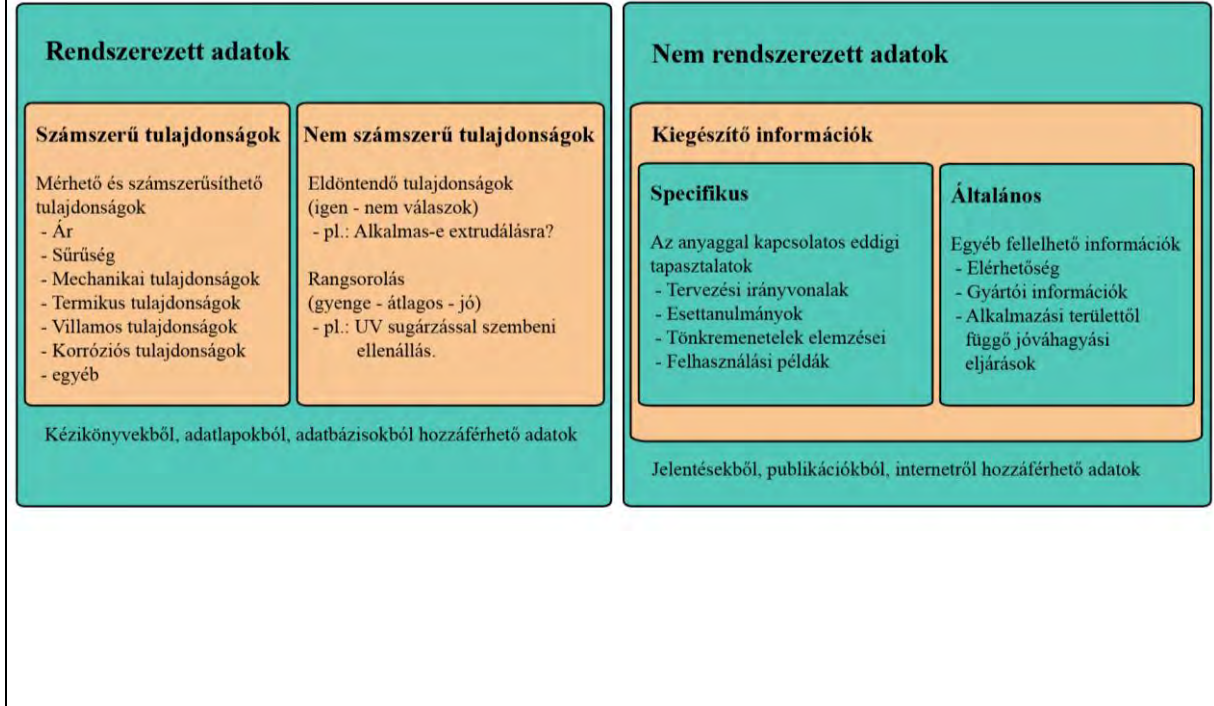 Rendszerezett adatok
Számszerű tulajdonságok
Mérhető és számszerűsíthető
tulajdonságok
- Ár
- Sűrűség
- Mechanikai tulajdonságok
- Termikus tulajdonságok
- Villamos tulajdonságok
- Korróziós tulajdonságok
- egyéb
Nem számszerű tulajdonságok
Eldöntendő tulajdonságok
(igen - nem válaszok)
- pl.: Alkalmas-e extrudálásra?
Rangsorolás
(gyenge - átlagos - jó)
- pl.: UV sugárzással szembeni
ellenállás.
Kézikönyvekből, adatlapokból, adatbázisokból hozzáférhető adatok
Nem rendszerezett adatok
Kiegészítő információk
Specifikus
Az anyaggal kapcsolatos eddigi
tapasztalatok
- Tervezési irányvonalak
- Esettanulmányok
- Tönkremenetelek elemzései
- Felhasználási példák
Általános
Egyéb fellelhető információk
- Elérhetőség
- Gyártói információk
- Alkalmazási területtől
függő jóváhagyási
eljárások
Jelentésekből, publikációkból, internetről hozzáférhető adatok